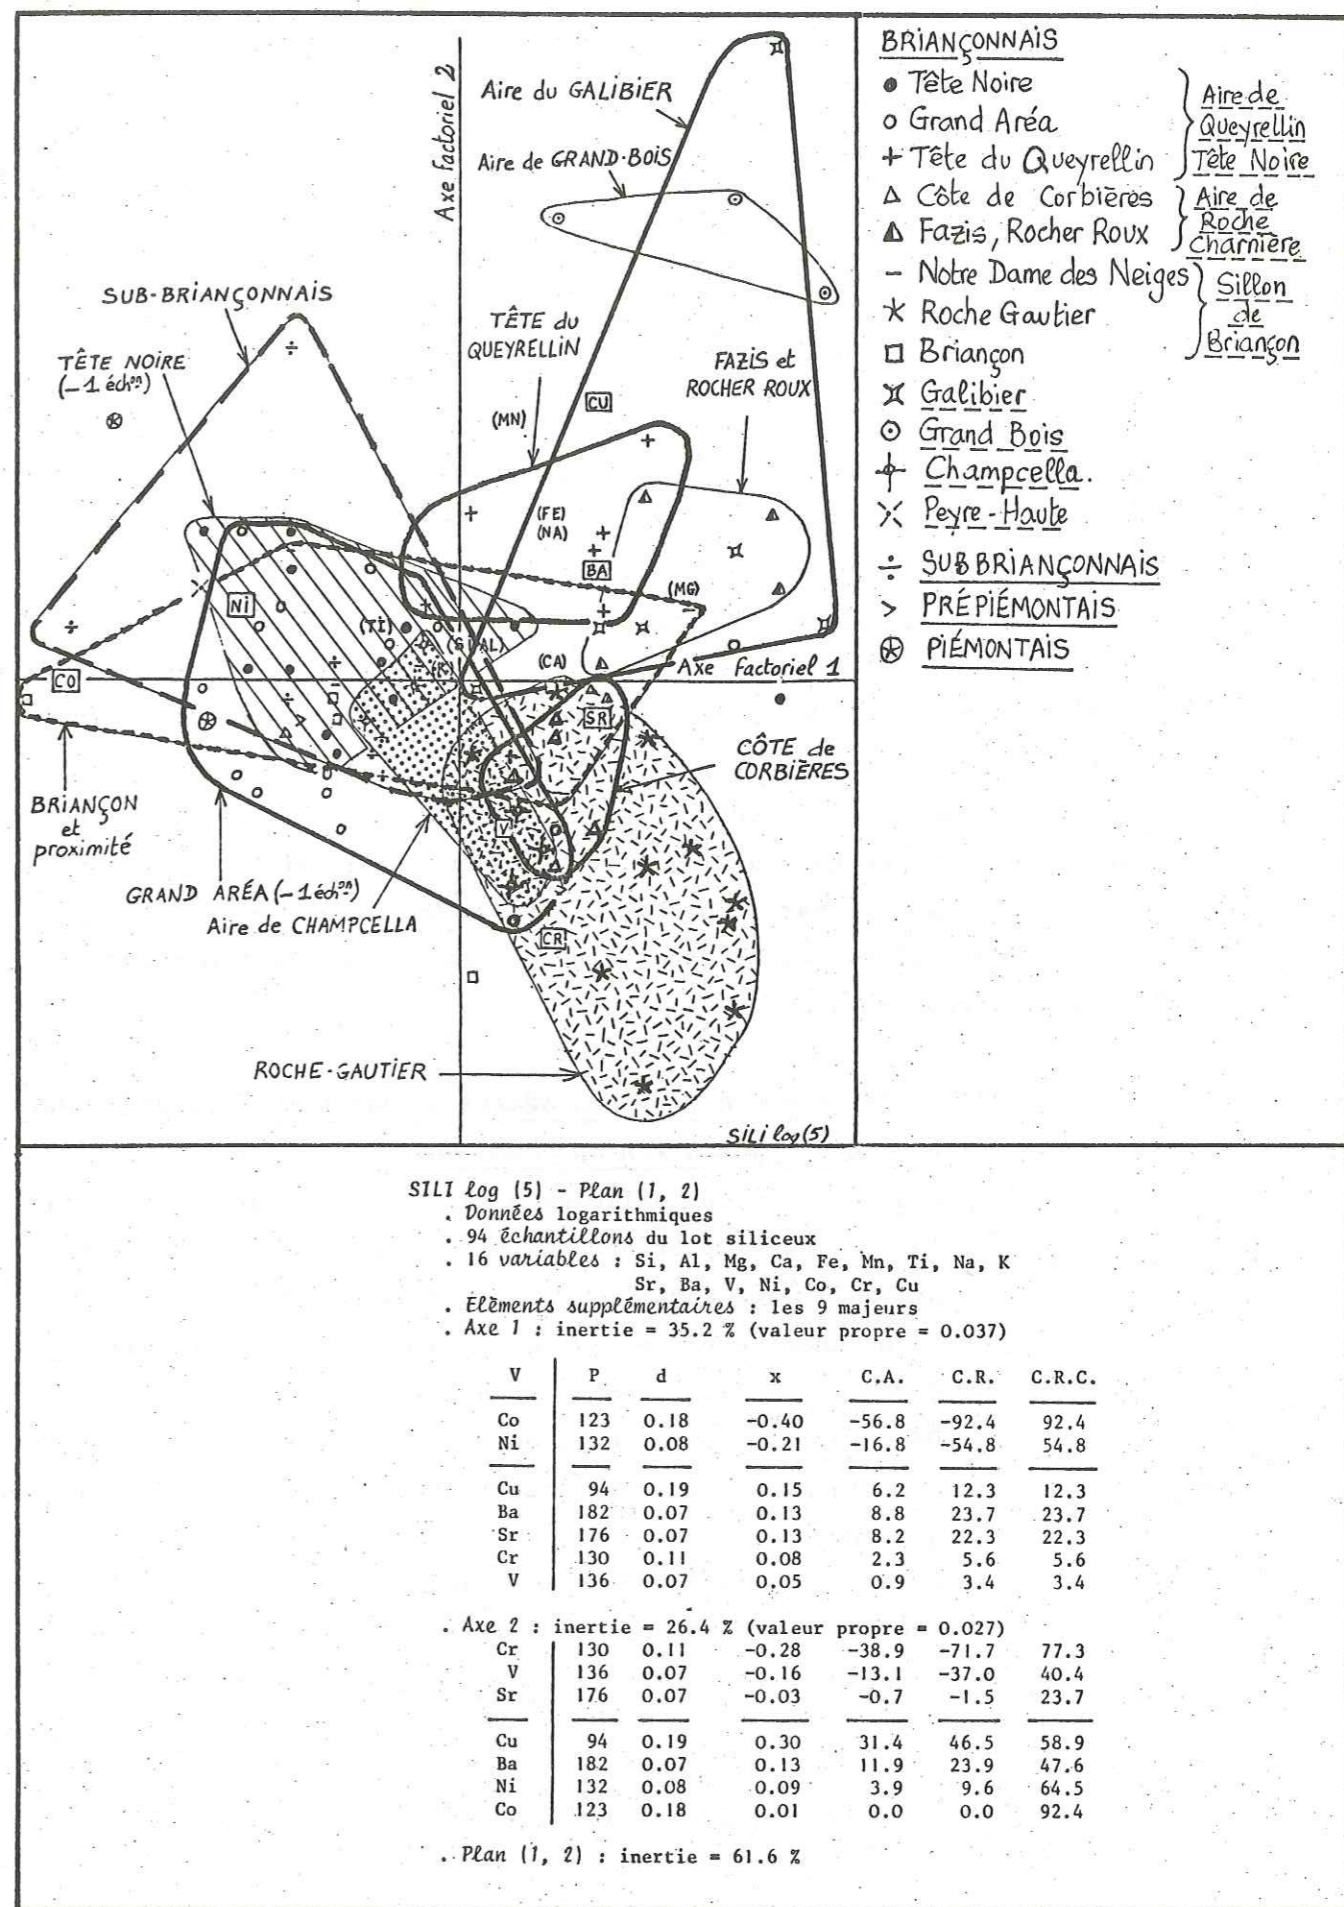 Axe factoriel 2
Aire du GALIBIER
Aire de GRAND-BOIS
SUB-BRIANÇONNAIS
TÊTE NOIRE
(-1 échon)
TÊTE du
QUEYRELLIN
FAZIS et
ROCHER ROUX
CU
(MN)
(FE)
(NA)
BA
(MG)
NI
(TI)
(SI-AL)
(K)
(CA)
Axe factoriel 1
CO
SR
CÔTE de
CORBIÈRES
BRIANÇON
et
proximité
V
GRAND ARÉA (-1 échon)
Aire de CHAMPCELLA
CR
ROCHE-GAUTIER
SILI log(5)
BRIANÇONNAIS
Tête Noire
Grand Aréa
Tête du Queyrellin
Aire de
Queyrellin
Tête Noire
Côte de Corbières
Fazis, Rocher Roux
Aire de
Roche
Charnière
Notre Dame des Neiges
Roche Gautier
Briançon
Sillon
de
Briançon
Galibier
Grand Bois
Champcella.
Peyre-Haute
SUBBRIANÇONNAIS
PRÉPIÉMONTAIS
PIÉMONTAIS
SILI log (5) - Plan (1, 2)
. Données logarithmiques
. 94 échantillons du lot siliceux
. 16 variables : Si, Al, Mg, Ca, Fe, Mn, Ti, Na, K
Sr, Ba, V, Ni, Co, Cr, Cu
. Eléments supplémentaires : les 9 majeurs
. Axe 1 : inertie = 35.2 % (valeur propre = 0.037)
V P d x C.A. C.R. C.R.C.
Co 123 0.18 -0.40 -56.8 -92.4 92.4
Ni 132 0.08 -0.21 -16.8 -54.8 54.8
Cu 94 0.19 0.15 6.2 12.3 12.3
Ba 182 0.07 0.13 8.8 23.7 23.7
Sr 176 0.07 0.13 8.2 22.3 22.3
Cr 130 0.11 0.08 2.3 5.6 5.6
V 136 0.07 0.05 0.9 3.4 3.4
. Axe 2 : inertie = 26.4 % (valeur propre = 0.027)
Cr 130 0.11 -0.28 -38.9 -71.7 77.3
V 136 0.07 -0.16 -13.1 -37.0 40.4
Sr 176 0.07 -0.03 -0.7 -1.5 23.7
Cu 94 0.19 0.30 31.4 46.5 58.9
Ba 182 0.07 0.13 11.9 23.9 47.6
Ni 132 0.08 0.09 3.9 9.6 64.5
Co 123 0.18 0.01 0.0 0.0 92.4
. Plan (1, 2) : inertie = 61.6 %